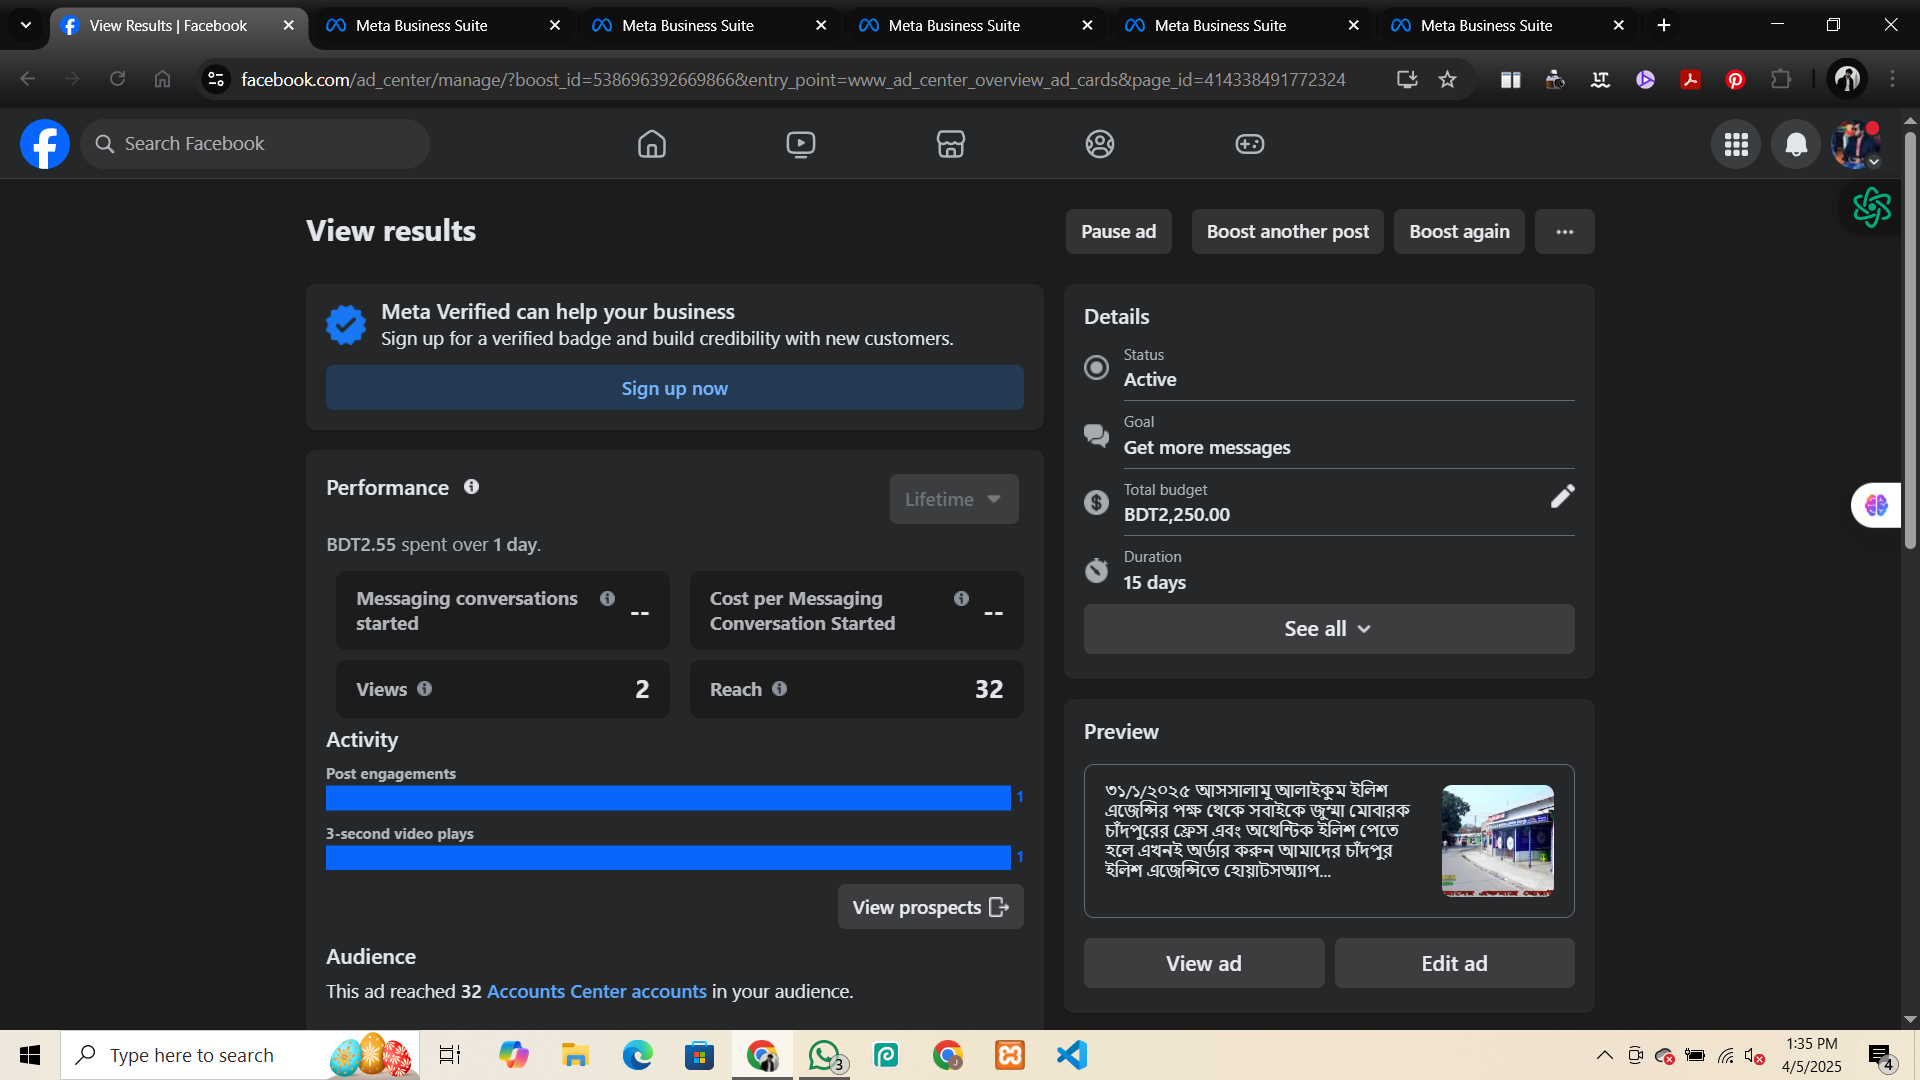 View Results | Facebook
Meta Business Suite
Meta Business Suite
Meta Business Suite
Meta Business Suite
Meta Business Suite
facebook.com/ad_center/manage/?boost_id=538696392669866&entry_point=www_ad_center_overview_ad_cards&page_id=414338491772324
Search Facebook
View results
Pause ad
Boost another post
Boost again
Meta Verified can help your business
Sign up for a verified badge and build credibility with new customers.
Sign up now
Performance
Lifetime
BDT2.55 spent over 1 day.
Messaging conversations started
--
Cost per Messaging Conversation Started
--
Views
2
Reach
32
Activity
Post engagements
1
3-second video plays
1
View prospects
Audience
This ad reached 32 Accounts Center accounts in your audience.
Details
Status
Active
Goal
Get more messages
Total budget
BDT2,250.00
Duration
15 days
See all
Preview
৩১/১/২০২৫ আসসালামু আলাইকুম ইলিশ
এজেন্সির পক্ষ থেকে সবাইকে জুম্মা মোবারক
চাঁদপুরের ফ্রেস এবং অথেন্টিক ইলিশ পেতে
হলে এখনই অর্ডার করুন আমাদের চাঁদপুর
ইলিশ এজেন্সিতে হোয়াটসঅ্যাপ...
View ad
Edit ad
Type here to search
3
1:35 PM
4/5/2025
4